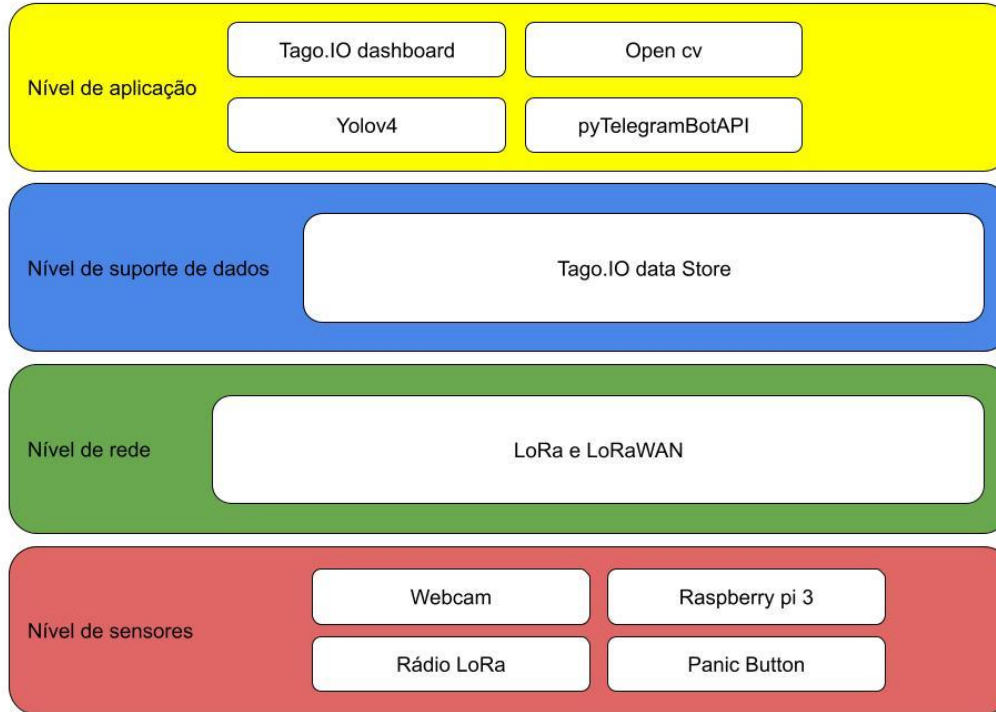 Tago.IO dashboard
Open cv
Nível de aplicação
Yolov4
pyTelegramBotAPI
Nível de suporte de dados
Tago.IO data Store
Nível de rede
LoRa e LoRaWAN
Webcam
Raspberry pi 3
Nível de sensores
Rádio LoRa
Panic Button